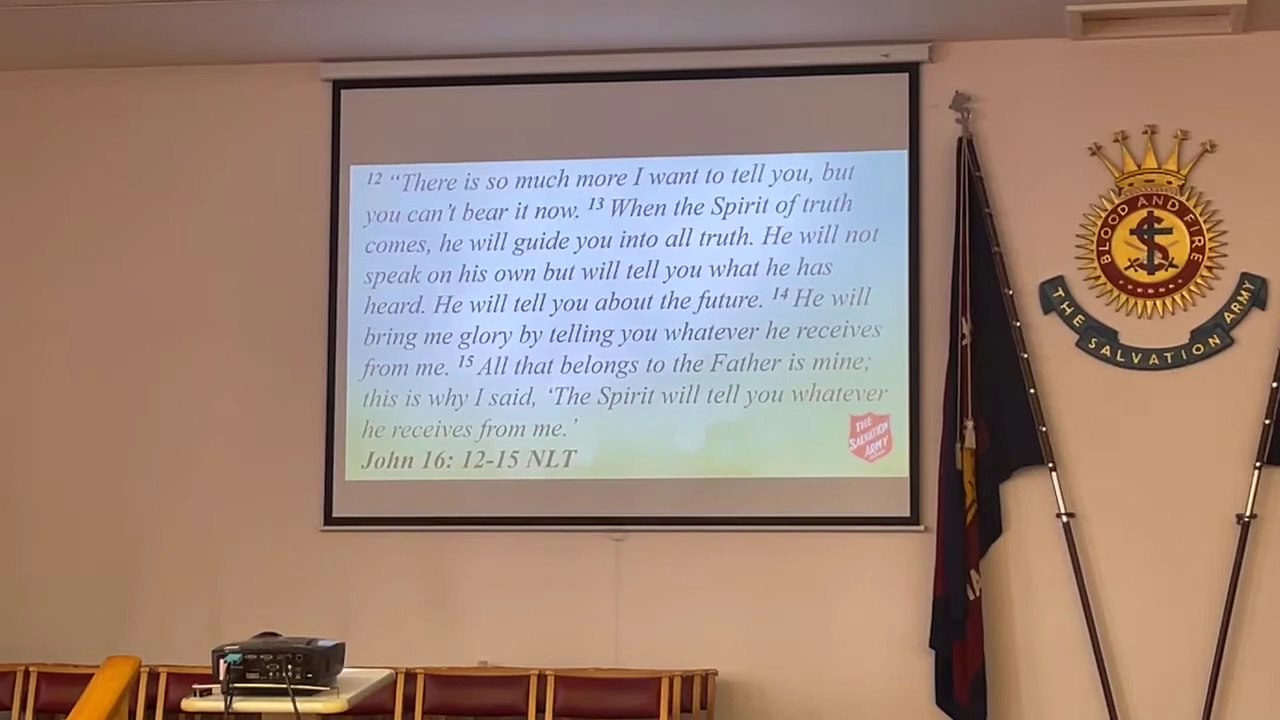 12 “There is so much more I want to tell you, but
you can’t bear it now. 13 When the Spirit of truth
comes, he will guide you into all truth. He will not
speak on his own but will tell you what he has
heard. He will tell you about the future. 14 He will
bring me glory by telling you whatever he receives
from me. 15 All that belongs to the Father is mine;
this is why I said, ‘The Spirit will tell you whatever
he receives from me.’
John 16: 12-15 NLT
THE
SALVATION
ARMY
BLOOD AND FIRE
S
THE SALVATION ARMY